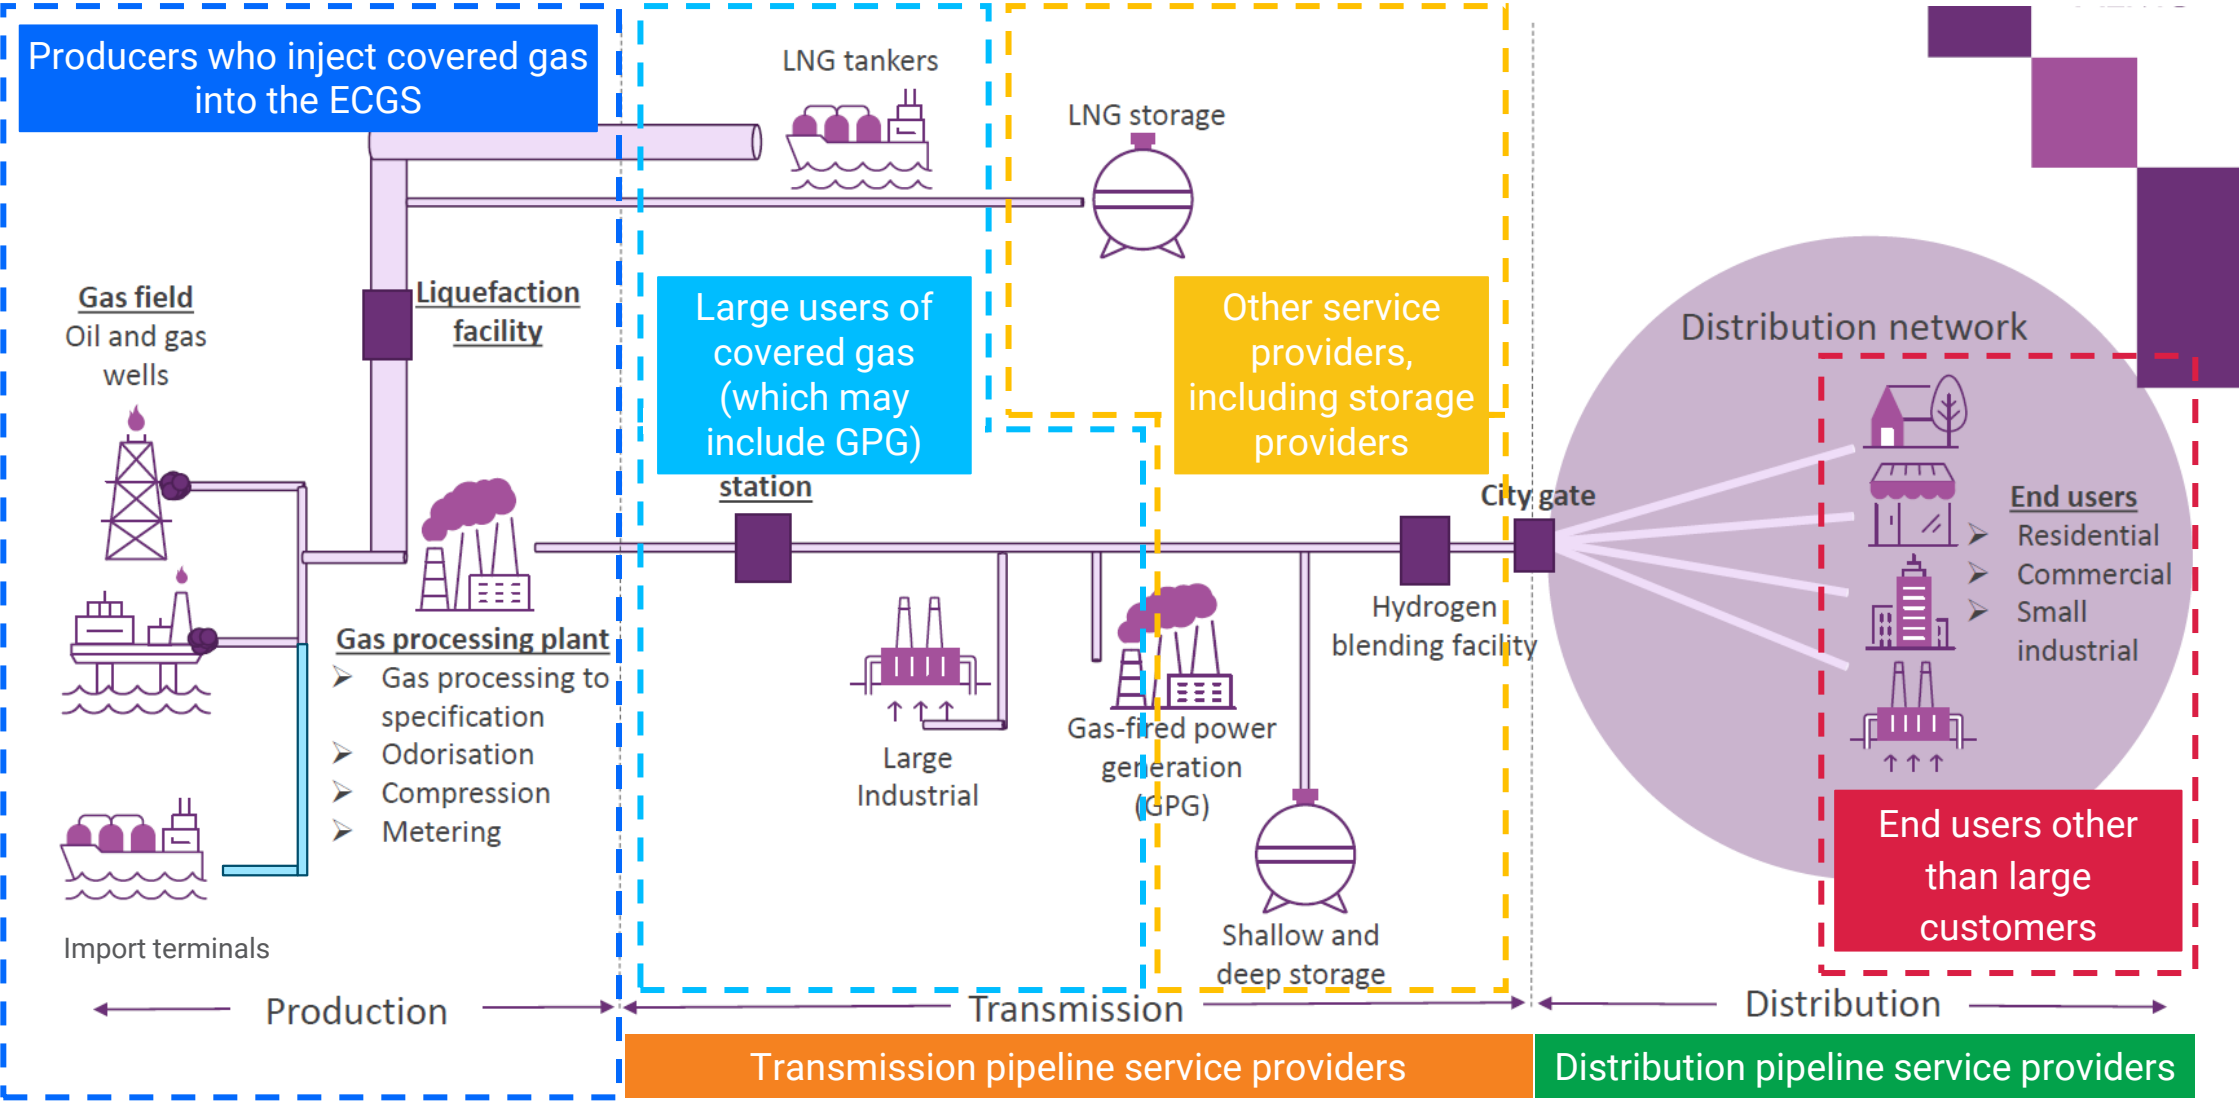 Producers who inject covered gas
into the ECGS
LNG tankers
LNG storage
Gas field
Oil and gas
wells
Liquefaction
facility
Large users of
covered gas
(which may
include GPG)
station
Other service
providers,
including storage
providers
Distribution network
City gate
End users
➢ Residential
➢ Commercial
➢ Small
industrial
Hydrogen
blending facility
Gas processing plant
➢ Gas processing to
specification
➢ Odorisation
➢ Compression
➢ Metering
Large
Industrial
Gas-fired power
generation
(GPG)
Shallow and
deep storage
Import terminals
End users other
than large
customers
Production
Transmission
Distribution
Transmission pipeline service providers
Distribution pipeline service providers